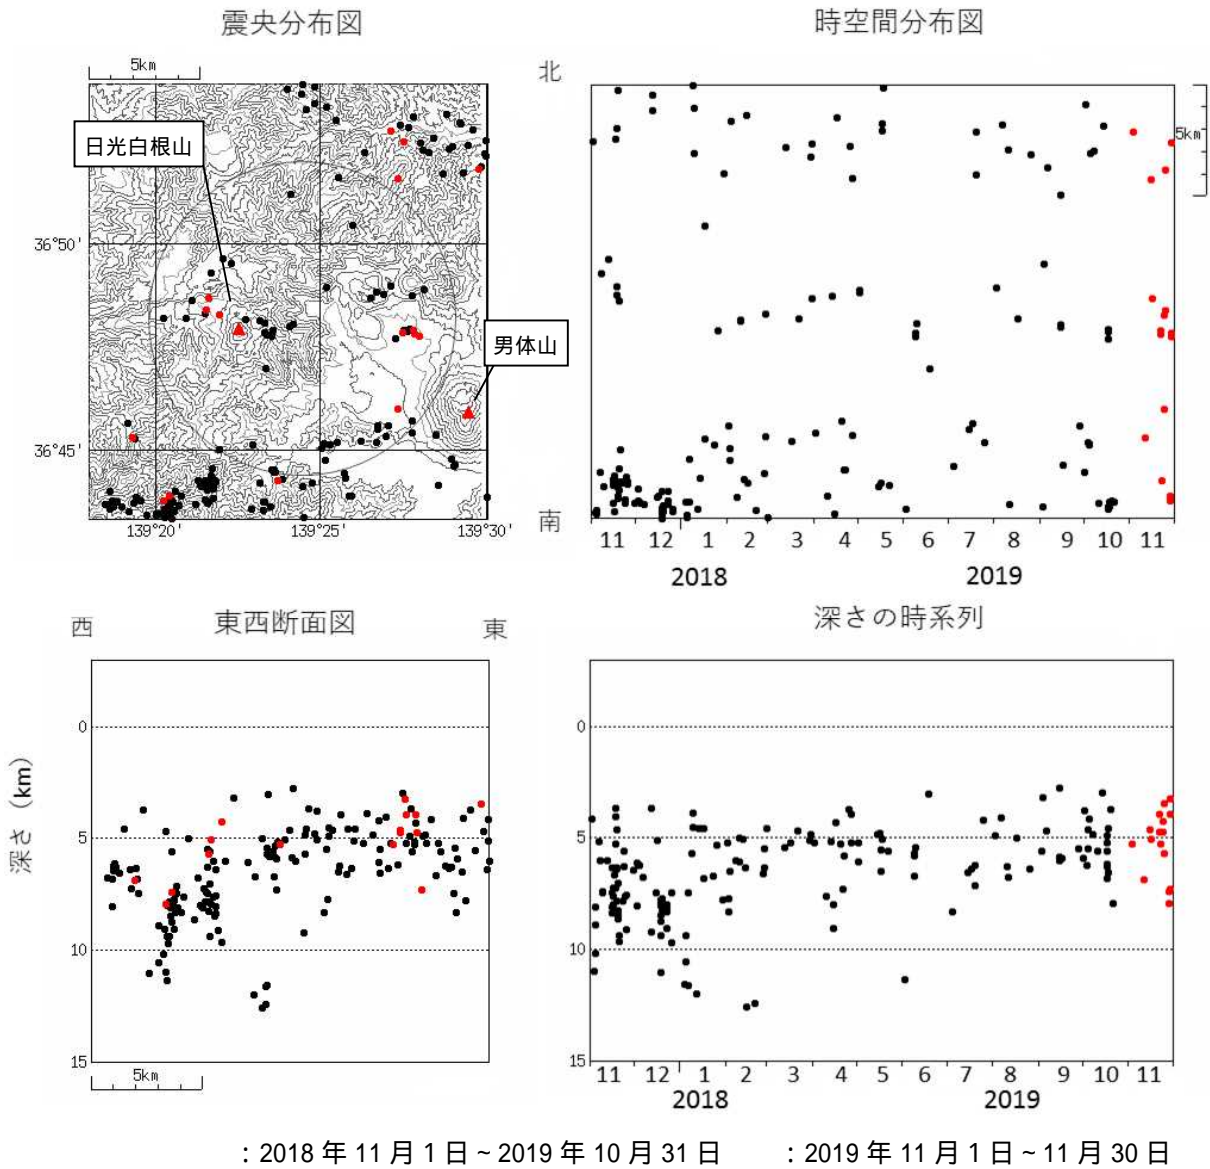 震央分布図
時空間分布図
5km
北
日光白根山
5km
36°50'
男体山
36°45'
南
139°20'
139°25'
139°30'
11 12 1 2 3 4 5 6 7 8 9 10 11
2018 2019
西
東西断面図
東
深さの時系列
0
0
深さ（km）
5
5
10
10
15
15
5km
11 12 1 2 3 4 5 6 7 8 9 10 11
2018 2019
：2018 年 11 月 1 日 ~ 2019 年 10 月 31 日 ：2019 年 11 月 1 日 ~ 11 月 30 日